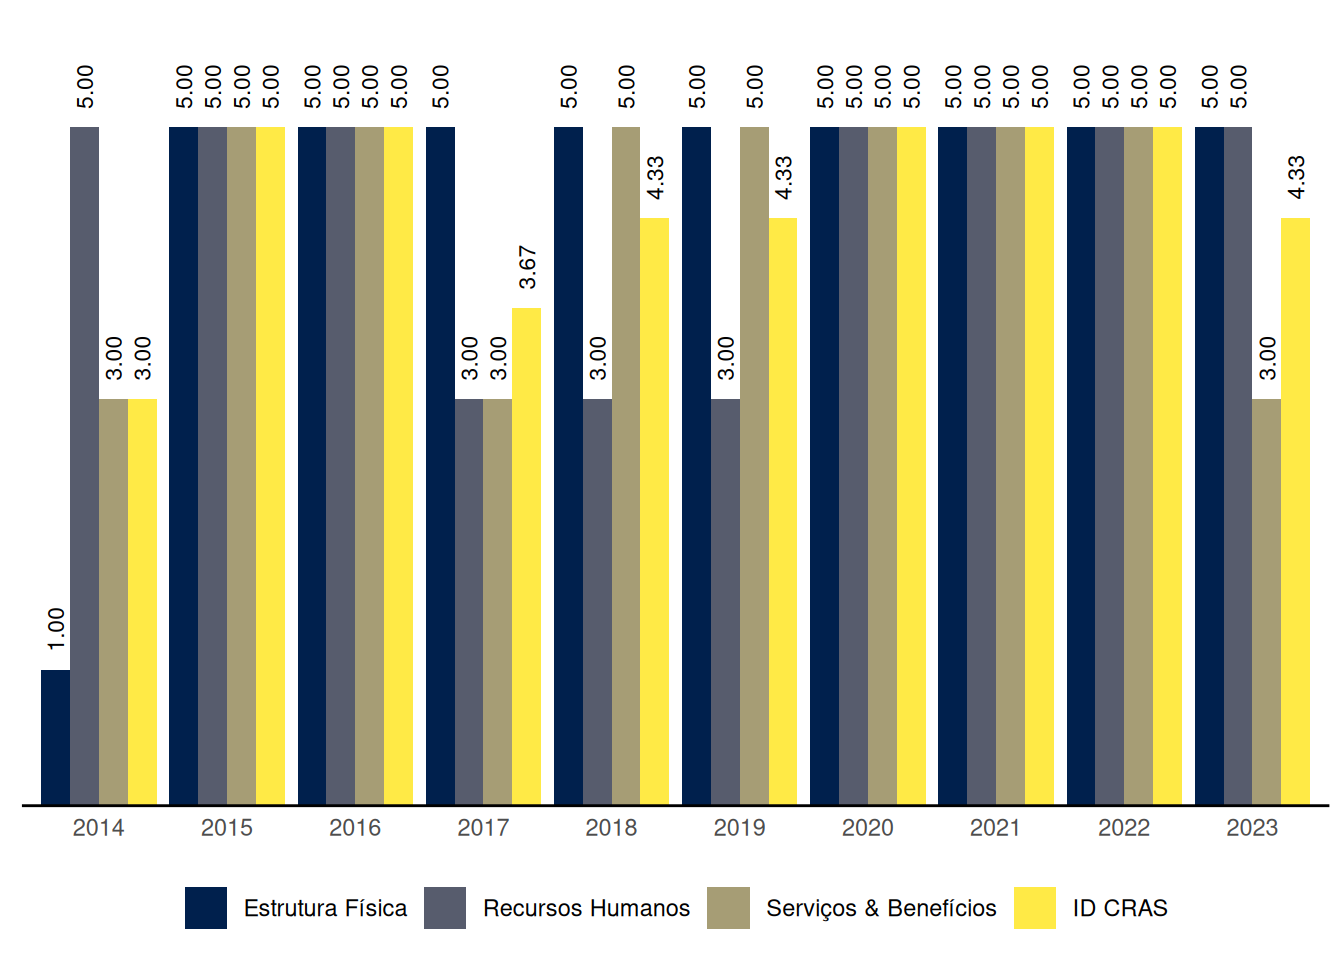 5.00 5.00 5.00 5.00 5.00 5.00 5.00 5.00 5.00 5.00 5.00 5.00 5.00 5.00 5.00 5.00 5.00 5.00 5.00 5.00 5.00 5.00 5.00 5.00 5.00 5.00 5.00 5.00
4.33 4.33 4.33
3.67
3.00 3.00 3.00 3.00 3.00 3.00 3.00
1.00
2014 2015 2016 2017 2018 2019 2020 2021 2022 2023
Estrutura Física Recursos Humanos Serviços & Benefícios ID CRAS